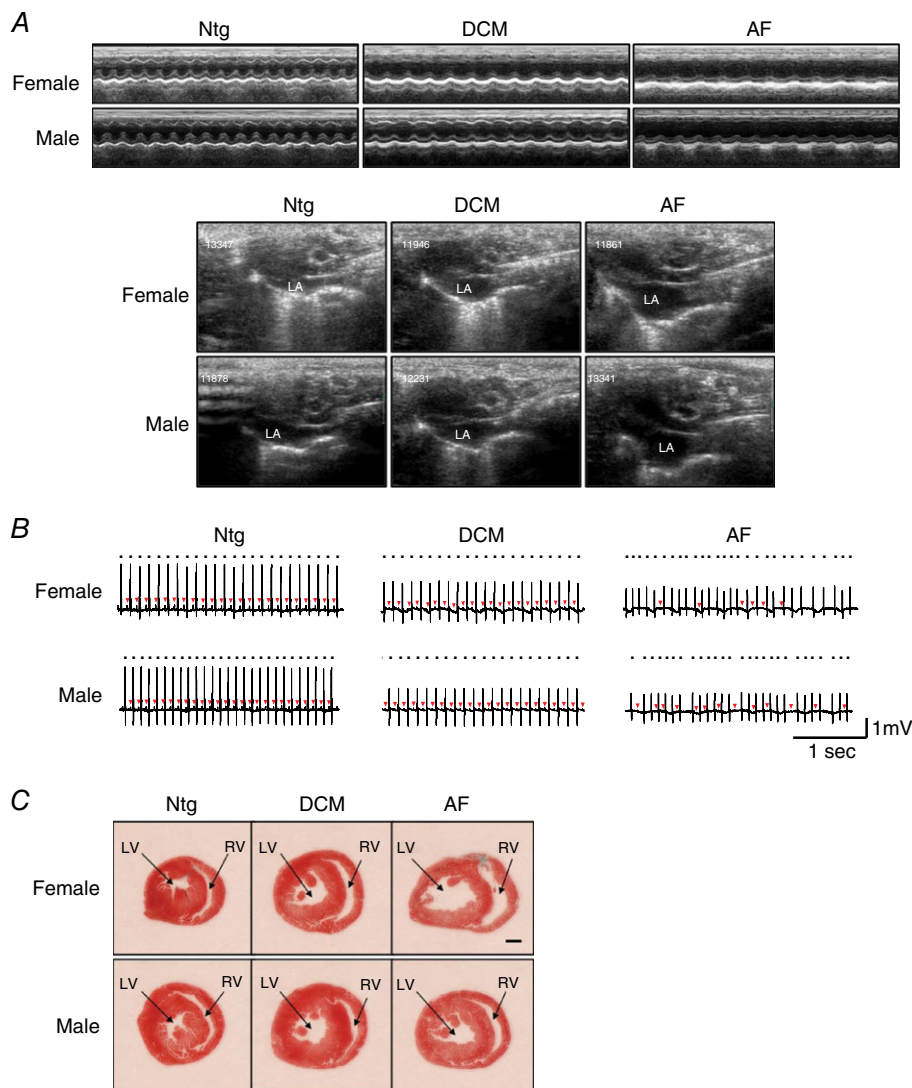 A
Ntg DCM AF
Female
Male
Ntg DCM AF
Female
13347 LA
11946 LA
11861 LA
Male
11878 LA
12231 LA
13341 LA
B
Ntg DCM AF
Female
Male
1mV
1 sec
C
Ntg DCM AF
Female
LV RV LV RV LV RV
Male
LV RV LV RV LV RV